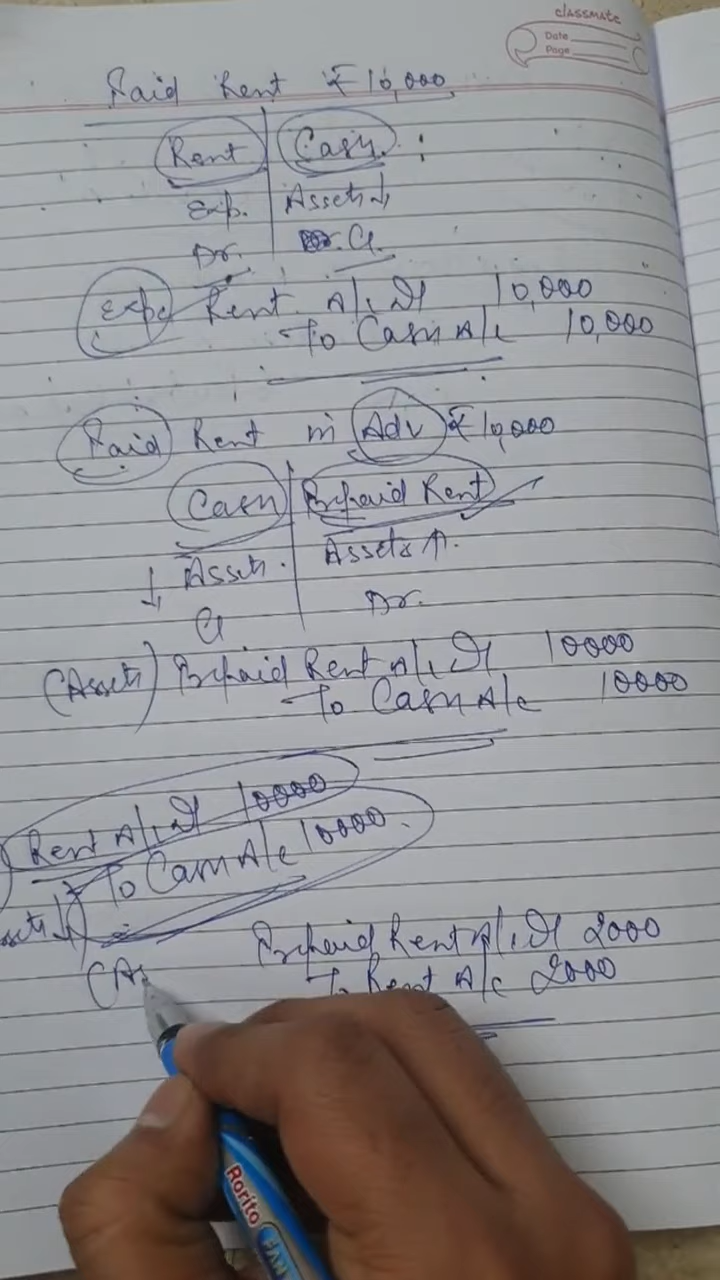 classmate
Date
Page
Paid Rent ₹10,000
Rent Cash :
Exp. Assets ↓
Dr. Cr.
Exp Rent A/c Dr 10,000
To Cash A/c 10,000
Paid Rent in Adv ₹10,000
Cash Prepaid Rent
↓ Assets. Assets ↑.
Cr Dr.
(Assets) Prepaid Rent A/c Dr 10000
To Cash A/c 10000
Rent A/c Dr 10000
To Cash A/c 10000.
Prepaid Rent A/c Dr 2000
(As To Rent A/c 2000
Rorito